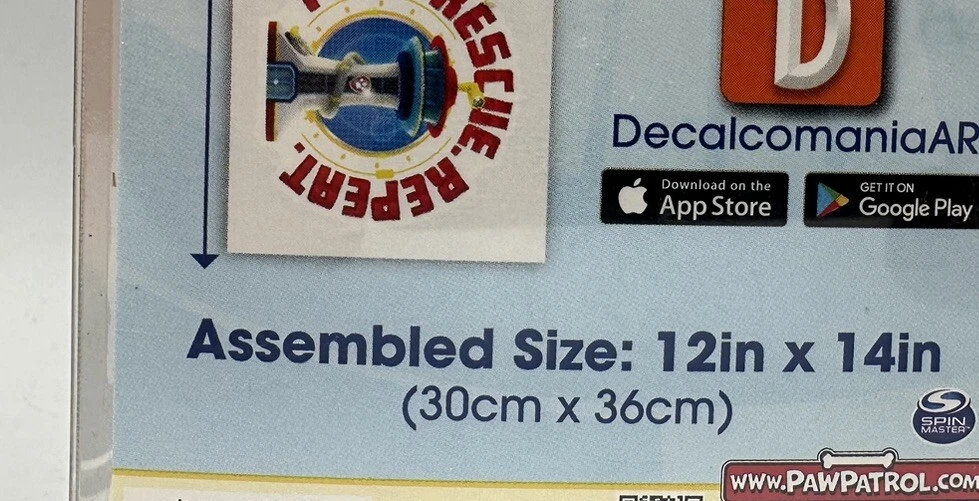 RESCUE. REPEAT.
D
DecalcomaniaAR
Download on the
App Store
GET IT ON
Google Play
Assembled Size: 12in x 14in
(30cm x 36cm)
SPIN
MASTER™
www.PAWPATROL.COM